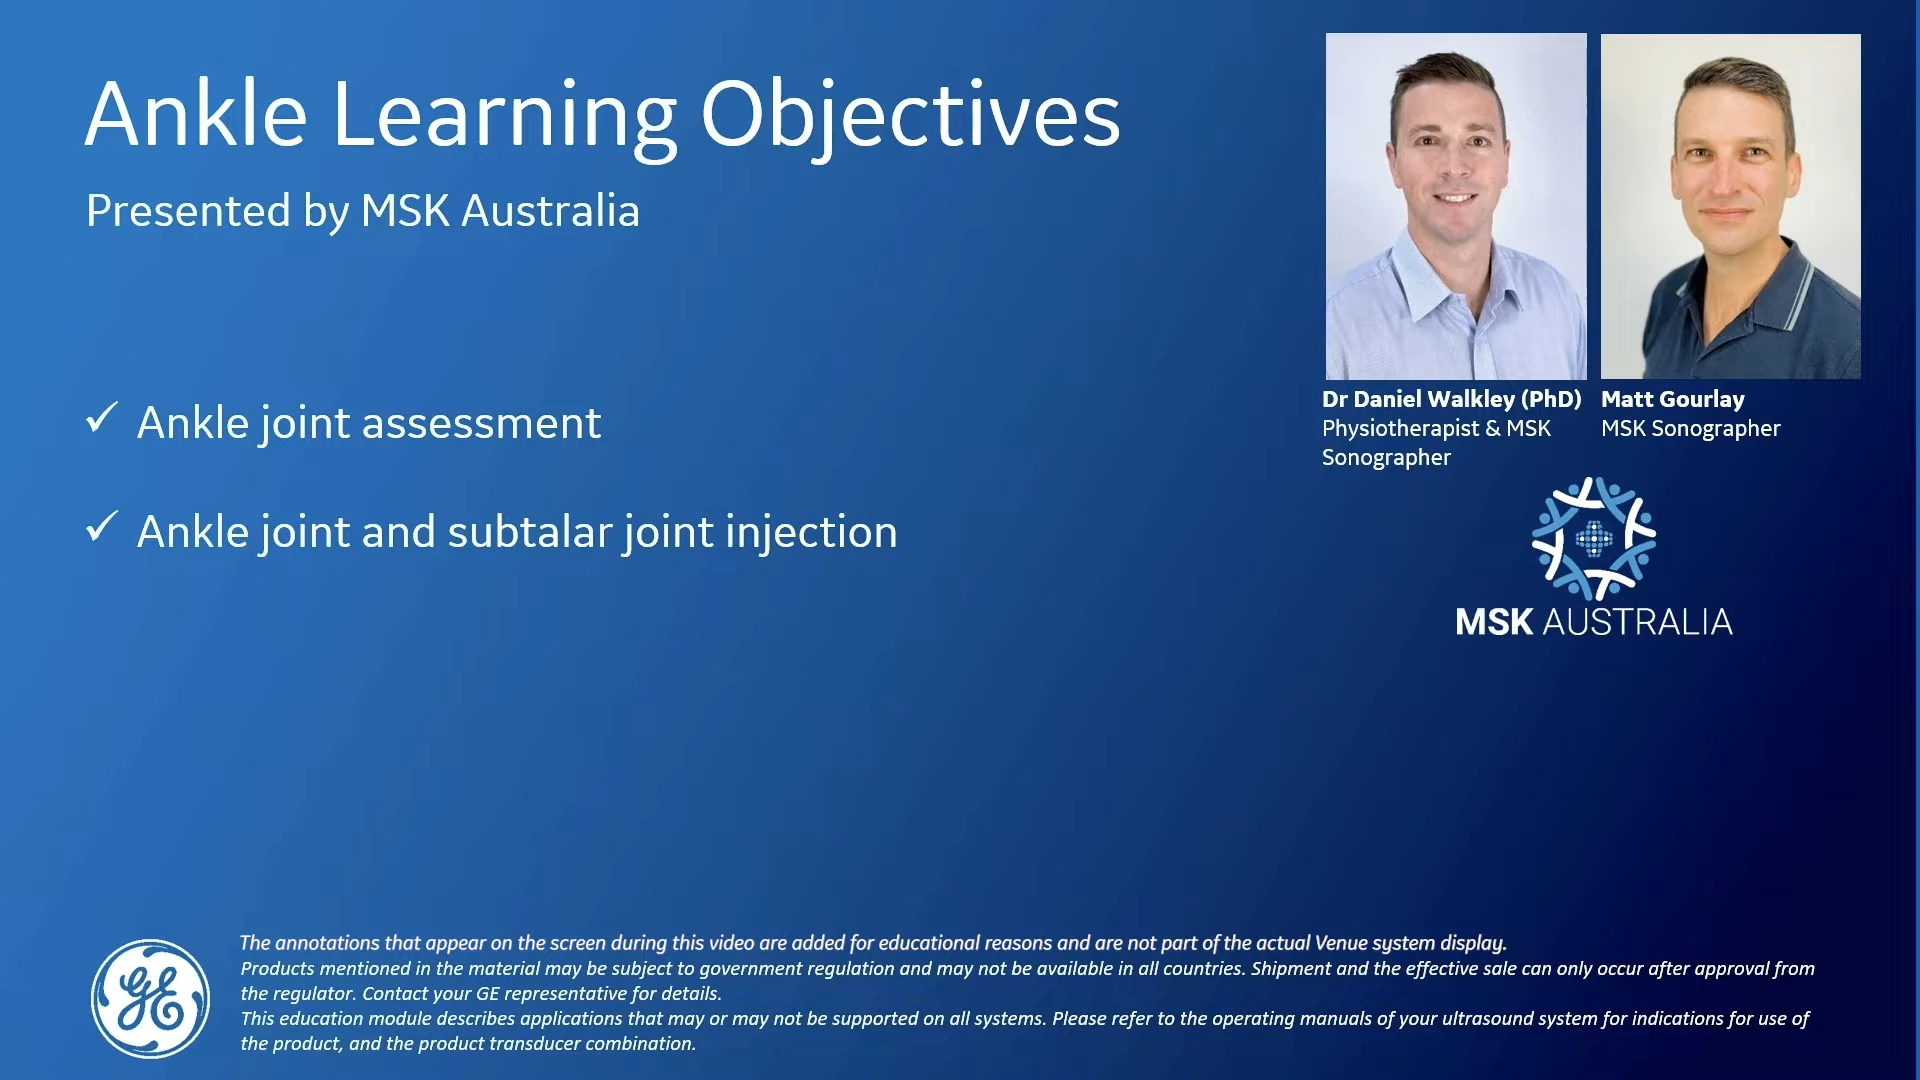 Ankle Learning Objectives
Presented by MSK Australia
✓ Ankle joint assessment
✓ Ankle joint and subtalar joint injection
Dr Daniel Walkley (PhD)
Physiotherapist & MSK
Sonographer
Matt Gourlay
MSK Sonographer
MSK AUSTRALIA
GE
The annotations that appear on the screen during this video are added for educational reasons and are not part of the actual Venue system display.
Products mentioned in the material may be subject to government regulation and may not be available in all countries. Shipment and the effective sale can only occur after approval from
the regulator. Contact your GE representative for details.
This education module describes applications that may or may not be supported on all systems. Please refer to the operating manuals of your ultrasound system for indications for use of
the product, and the product transducer combination.